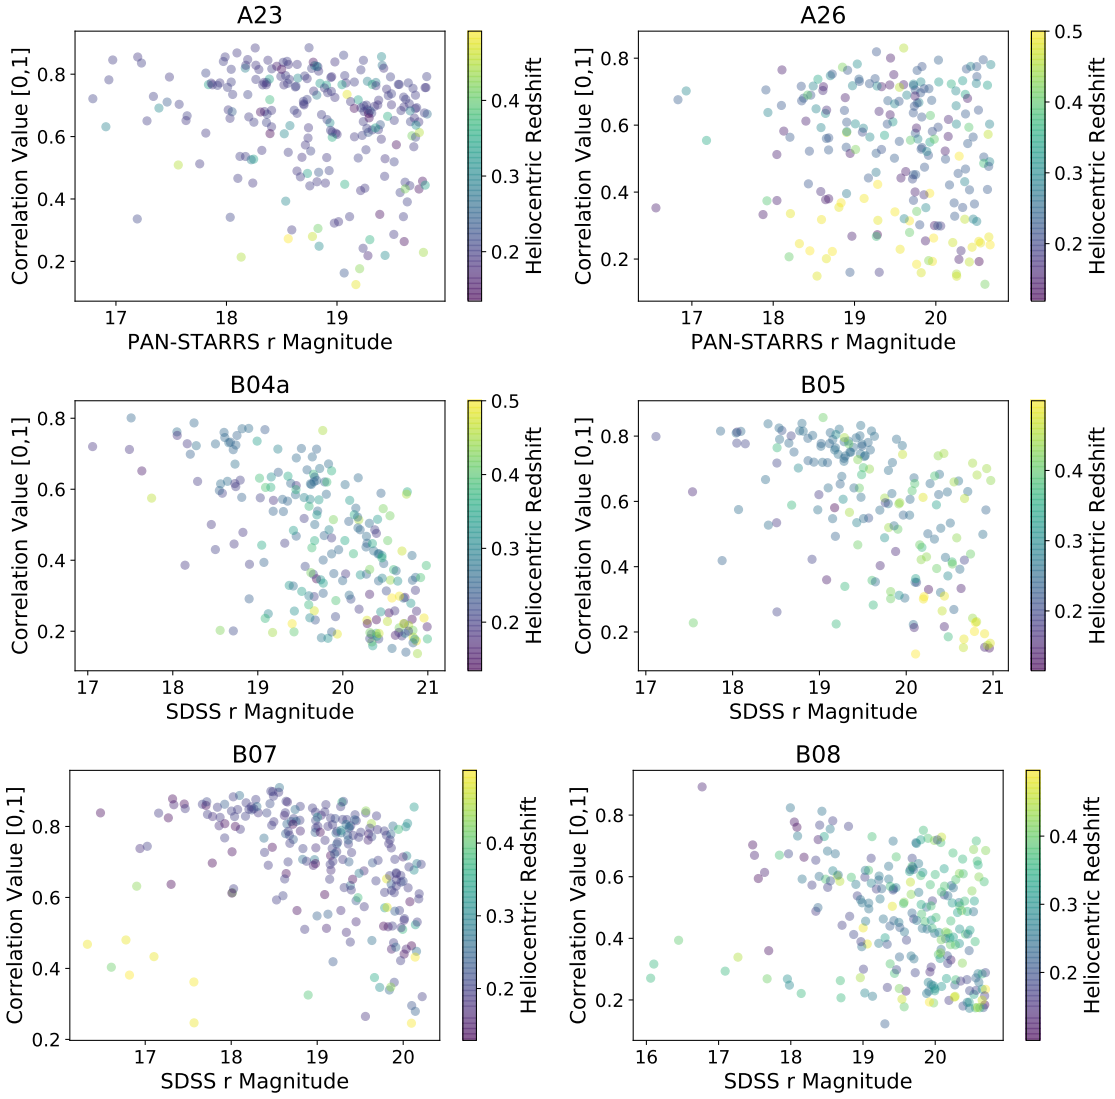 A23
Correlation Value [0,1]
0.8
0.6
0.4
0.2
17 18 19
PAN-STARRS r Magnitude
0.4
0.3
0.2
Heliocentric Redshift
A26
Correlation Value [0,1]
0.8
0.6
0.4
0.2
17 18 19 20
PAN-STARRS r Magnitude
0.5
0.4
0.3
0.2
Heliocentric Redshift
B04a
Correlation Value [0,1]
0.8
0.6
0.4
0.2
17 18 19 20 21
SDSS r Magnitude
0.5
0.4
0.3
0.2
Heliocentric Redshift
B05
Correlation Value [0,1]
0.8
0.6
0.4
0.2
17 18 19 20 21
SDSS r Magnitude
0.4
0.3
0.2
Heliocentric Redshift
B07
Correlation Value [0,1]
0.8
0.6
0.4
0.2
17 18 19 20
SDSS r Magnitude
0.4
0.3
0.2
Heliocentric Redshift
B08
Correlation Value [0,1]
0.8
0.6
0.4
0.2
16 17 18 19 20
SDSS r Magnitude
0.4
0.3
0.2
Heliocentric Redshift